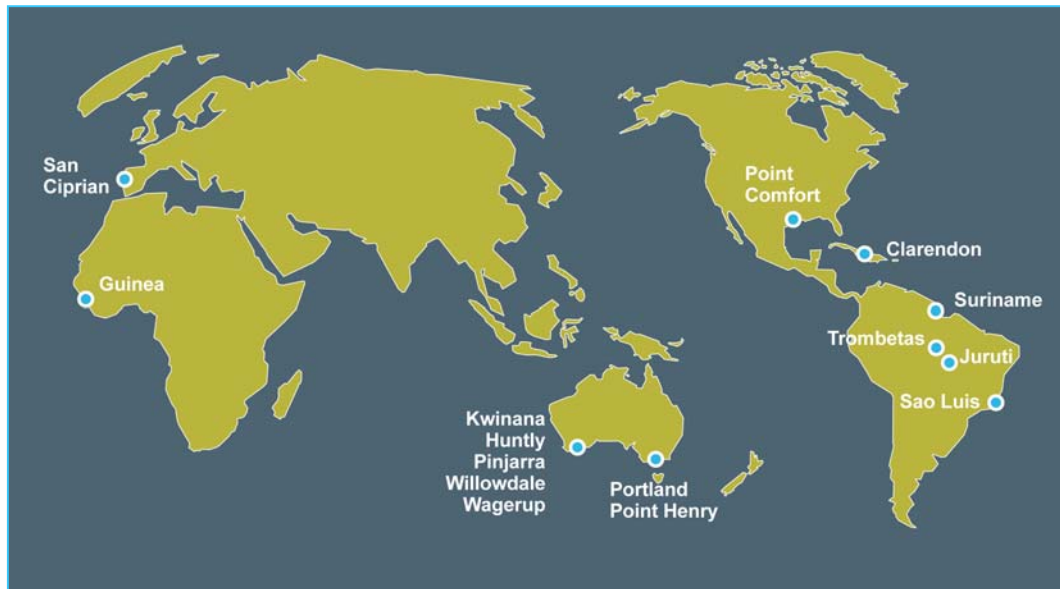 San
Ciprian
Guinea
Point
Comfort
Clarendon
Suriname
Trombetas
Juruti
Sao Luis
Kwinana
Huntly
Pinjarra
Willowdale
Wagerup
Portland
Point Henry